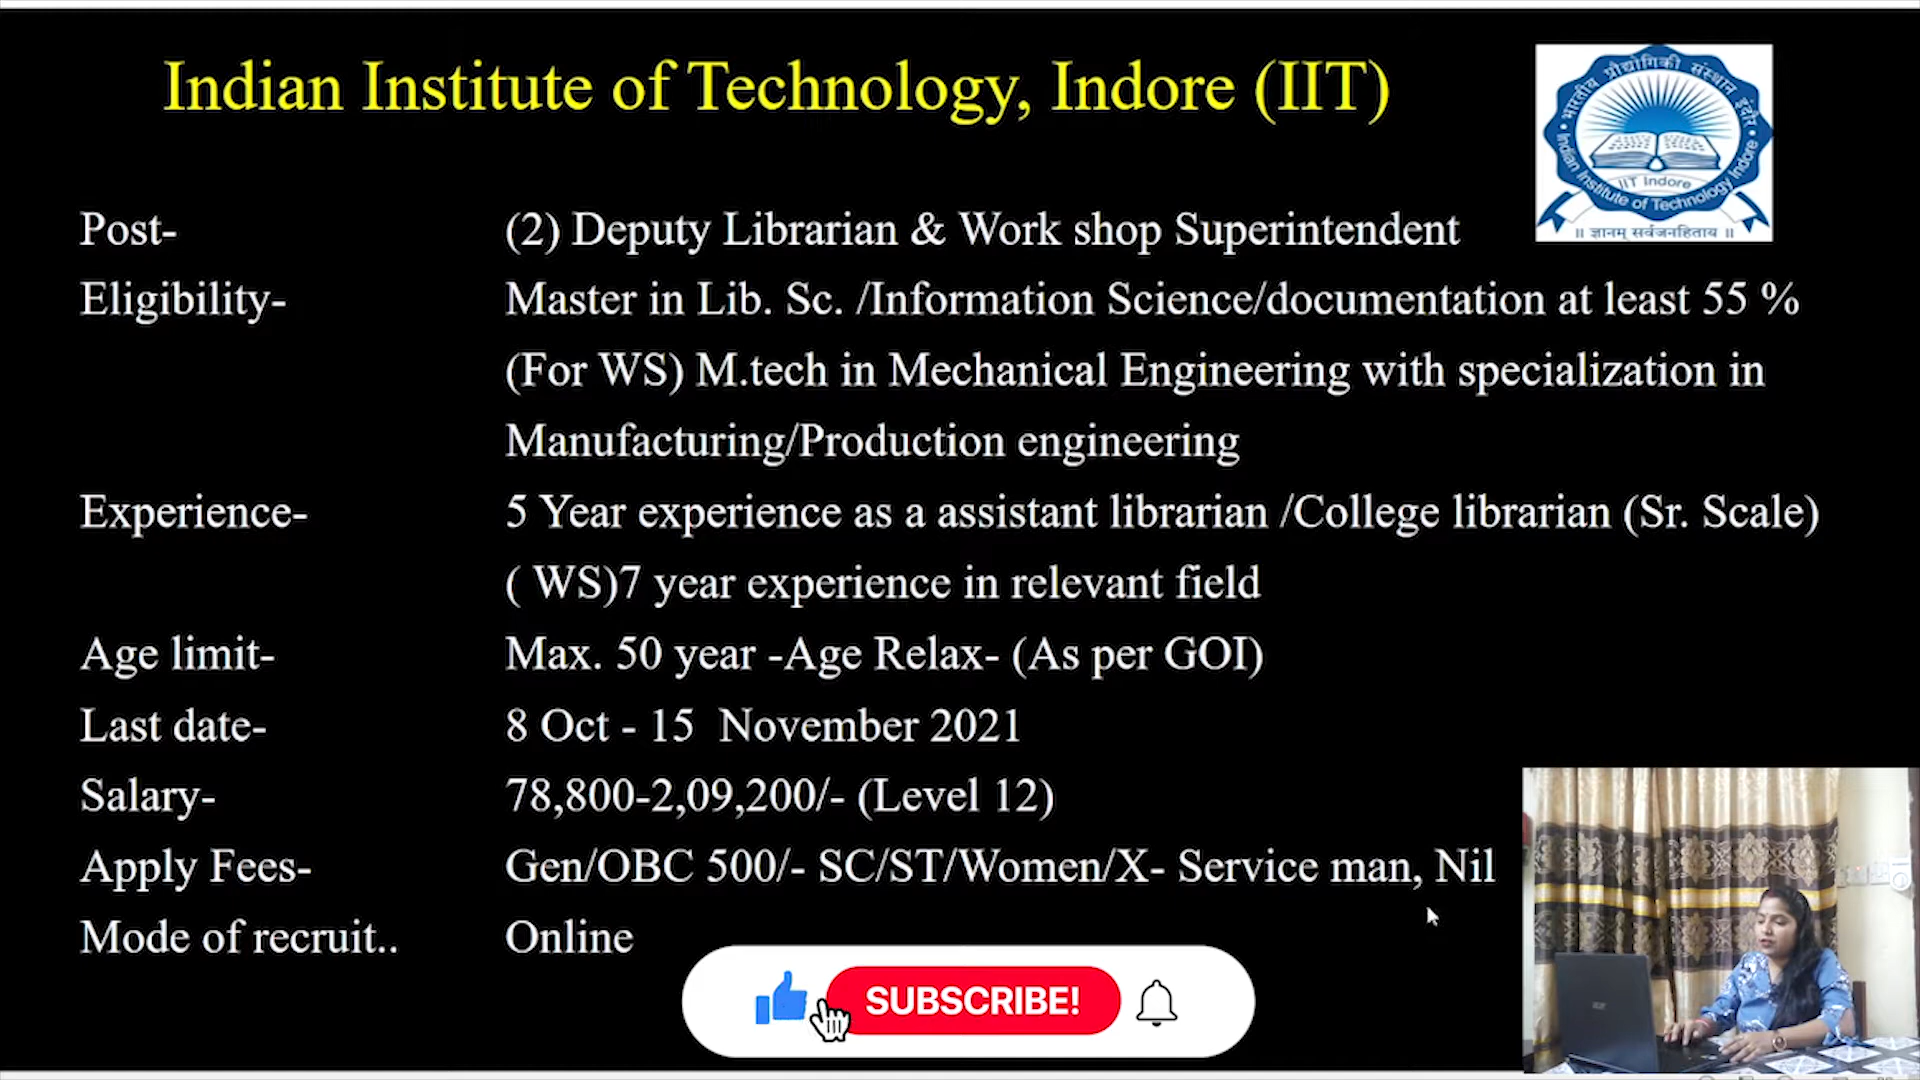 Indian Institute of Technology, Indore (IIT)
भारतीय प्रौद्योगिकी संस्थान इंदौर
IIT Indore
Indian Institute of Technology Indore
॥ ज्ञानम् सर्वजनहिताय ॥
Post- (2) Deputy Librarian & Work shop Superintendent
Eligibility- Master in Lib. Sc. /Information Science/documentation at least 55 %
(For WS) M.tech in Mechanical Engineering with specialization in
Manufacturing/Production engineering
Experience- 5 Year experience as a assistant librarian /College librarian (Sr. Scale)
( WS)7 year experience in relevant field
Age limit- Max. 50 year -Age Relax- (As per GOI)
Last date- 8 Oct - 15 November 2021
Salary- 78,800-2,09,200/- (Level 12)
Apply Fees- Gen/OBC 500/- SC/ST/Women/X- Service man, Nil
Mode of recruit.. Online
SUBSCRIBE!